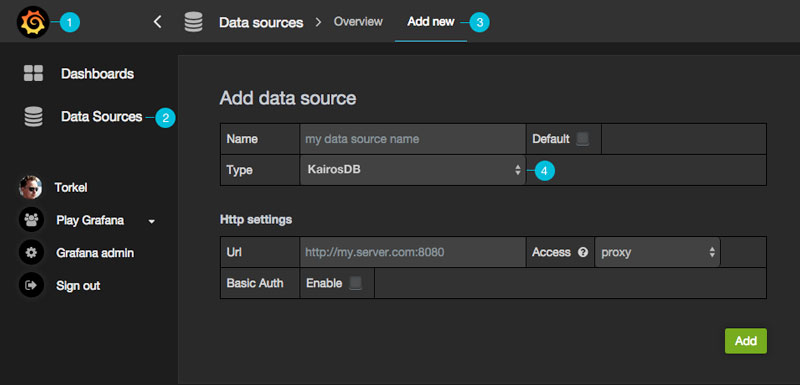 1
Data sources > Overview Add new 3
Dashboards
Data Sources 2
Torkel
Play Grafana
Grafana admin
Sign out
Add data source
Name my data source name Default
Type KairosDB 4
Http settings
Url http://my.server.com:8080 Access ? proxy
Basic Auth Enable
Add